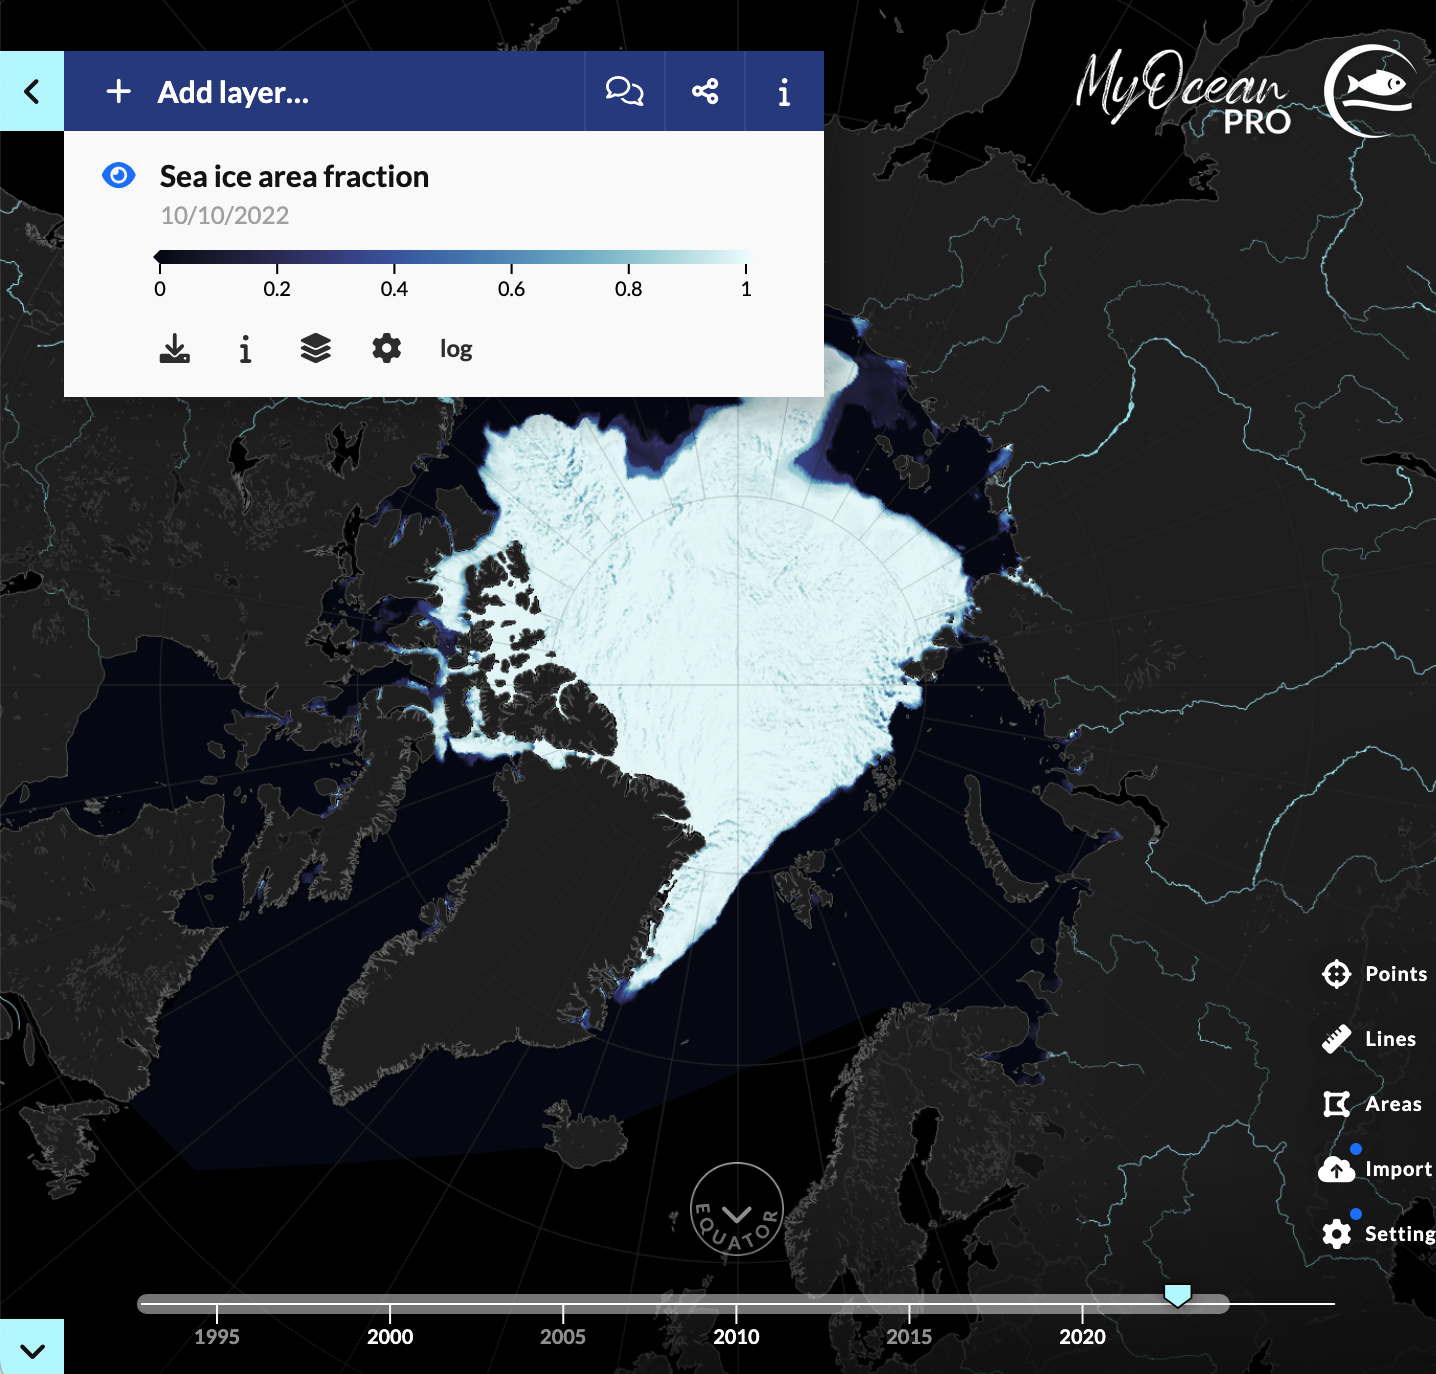 Add layer...
MyOcean
PRO
Sea ice area fraction
10/10/2022
0 0.2 0.4 0.6 0.8 1
log
Points
Lines
Areas
Import
Setting
EQUATOR
1995 2000 2005 2010 2015 2020